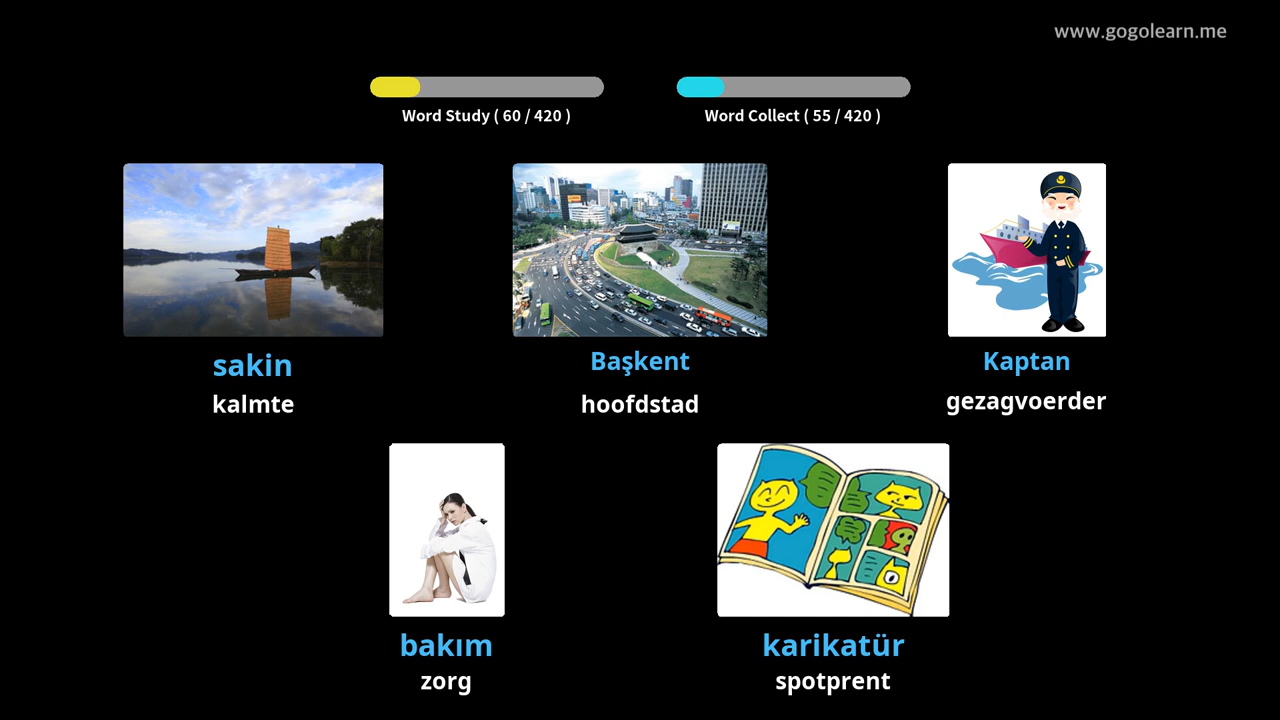 www.gogolearn.me
Word Study ( 60 / 420 )
Word Collect ( 55 / 420 )
sakin
kalmte
Başkent
hoofdstad
Kaptan
gezagvoerder
bakım
zorg
karikatür
spotprent